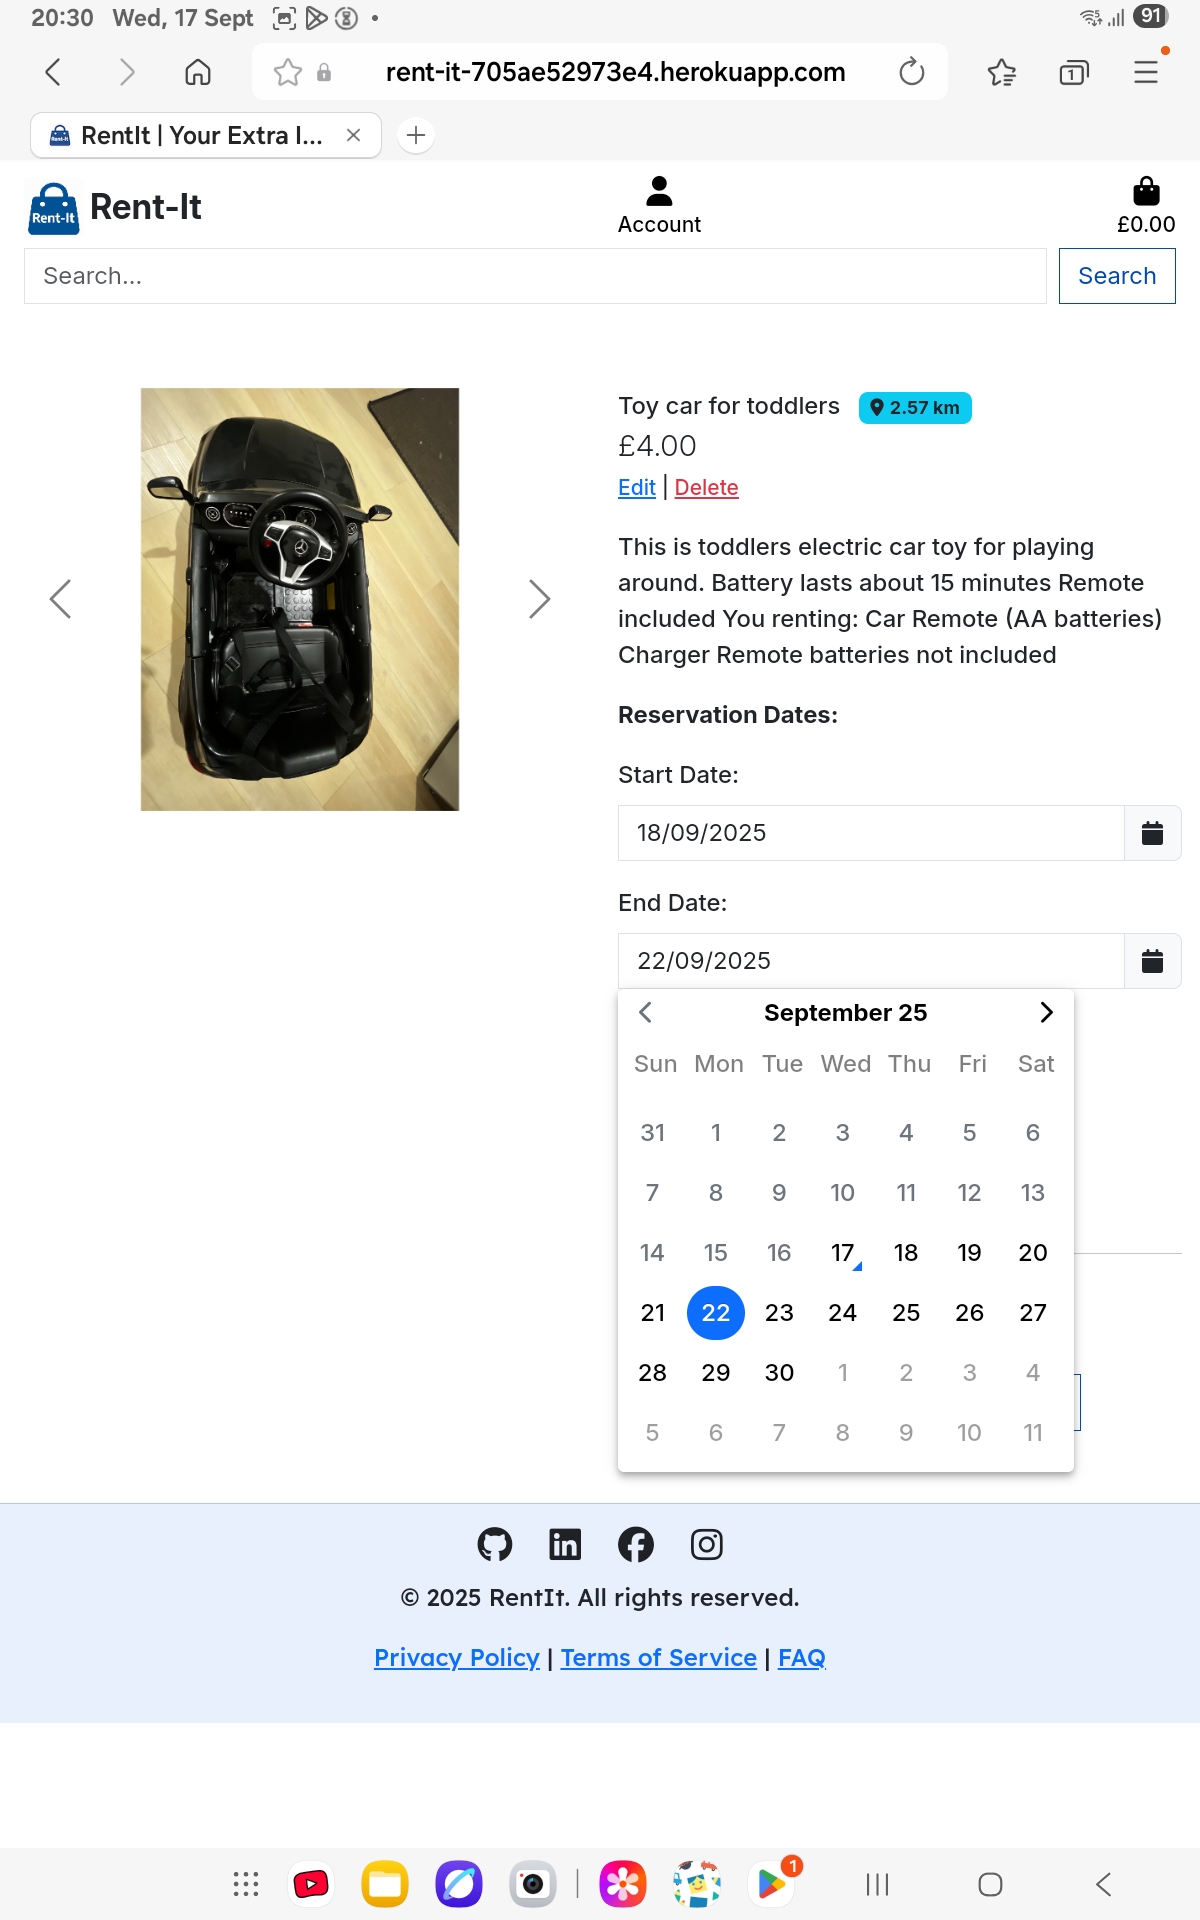 20:30 Wed, 17 Sept
91
rent-it-705ae52973e4.herokuapp.com
1
Rent-It
RentIt | Your Extra I...
Rent-It
Rent-It
Account
£0.00
Search...
Search
Toy car for toddlers
2.57 km
£4.00
Edit | Delete
This is toddlers electric car toy for playing
around. Battery lasts about 15 minutes Remote
included You renting: Car Remote (AA batteries)
Charger Remote batteries not included
Reservation Dates:
Start Date:
18/09/2025
End Date:
22/09/2025
September 25
Sun Mon Tue Wed Thu Fri Sat
31 1 2 3 4 5 6
7 8 9 10 11 12 13
14 15 16 17 18 19 20
21 22 23 24 25 26 27
28 29 30 1 2 3 4
5 6 7 8 9 10 11
© 2025 RentIt. All rights reserved.
Privacy Policy | Terms of Service | FAQ
1